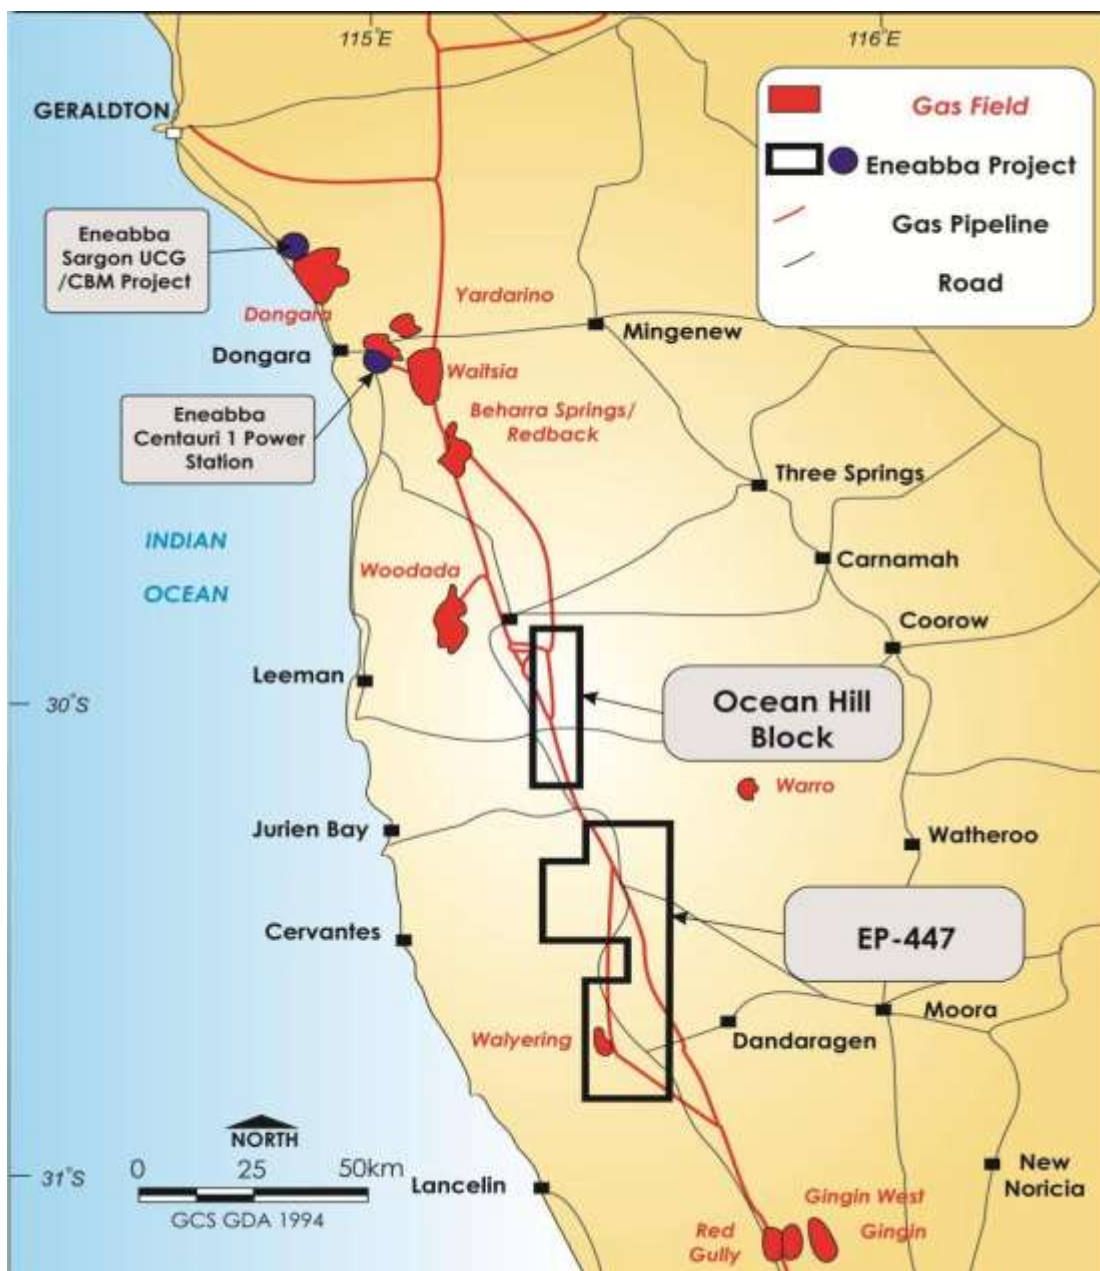 115°E
116°E
GERALDTON
Gas Field
Eneabba Project
Gas Pipeline
Road
Eneabba
Sargon UCG
/CBM Project
Dongara
Yardarino
Mingenew
Dongara
Waitsia
Eneabba
Centauri 1 Power
Station
Beharra Springs/
Redback
Three Springs
INDIAN
OCEAN
Woodada
Carnamah
Coorow
Leeman
30°S
Ocean Hill
Block
Warro
Jurien Bay
Watheroo
Cervantes
EP-447
Moora
Walyering
Dandaragen
NORTH
0 25 50km
GCS GDA 1994
31°S
Lancelin
New
Noricia
Gingin West
Red
Gully
Gingin